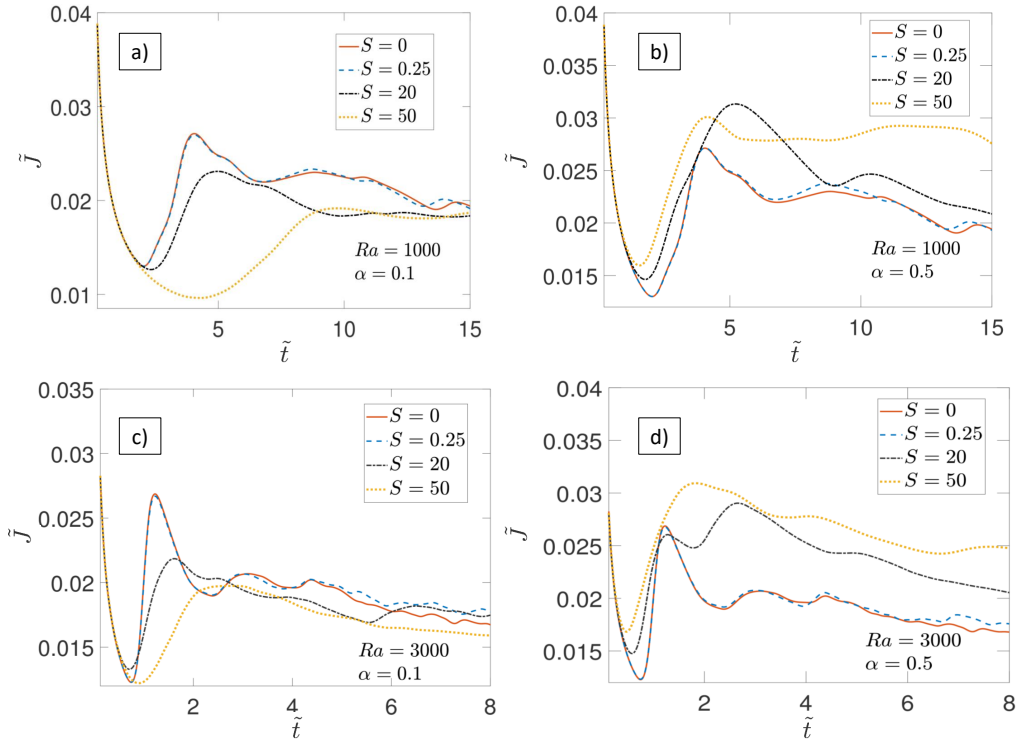 a)
0.04
0.03
0.02
0.01
J̃
5
10
15
t̃
S = 0
S = 0.25
S = 20
S = 50
Ra = 1000
α = 0.1
b)
0.04
0.035
0.03
0.025
0.02
0.015
J̃
5
10
15
t̃
S = 0
S = 0.25
S = 20
S = 50
Ra = 1000
α = 0.5
c)
0.035
0.03
0.025
0.02
0.015
J̃
2
4
6
8
t̃
S = 0
S = 0.25
S = 20
S = 50
Ra = 3000
α = 0.1
d)
0.04
0.035
0.03
0.025
0.02
0.015
J̃
2
4
6
8
t̃
S = 0
S = 0.25
S = 20
S = 50
Ra = 3000
α = 0.5